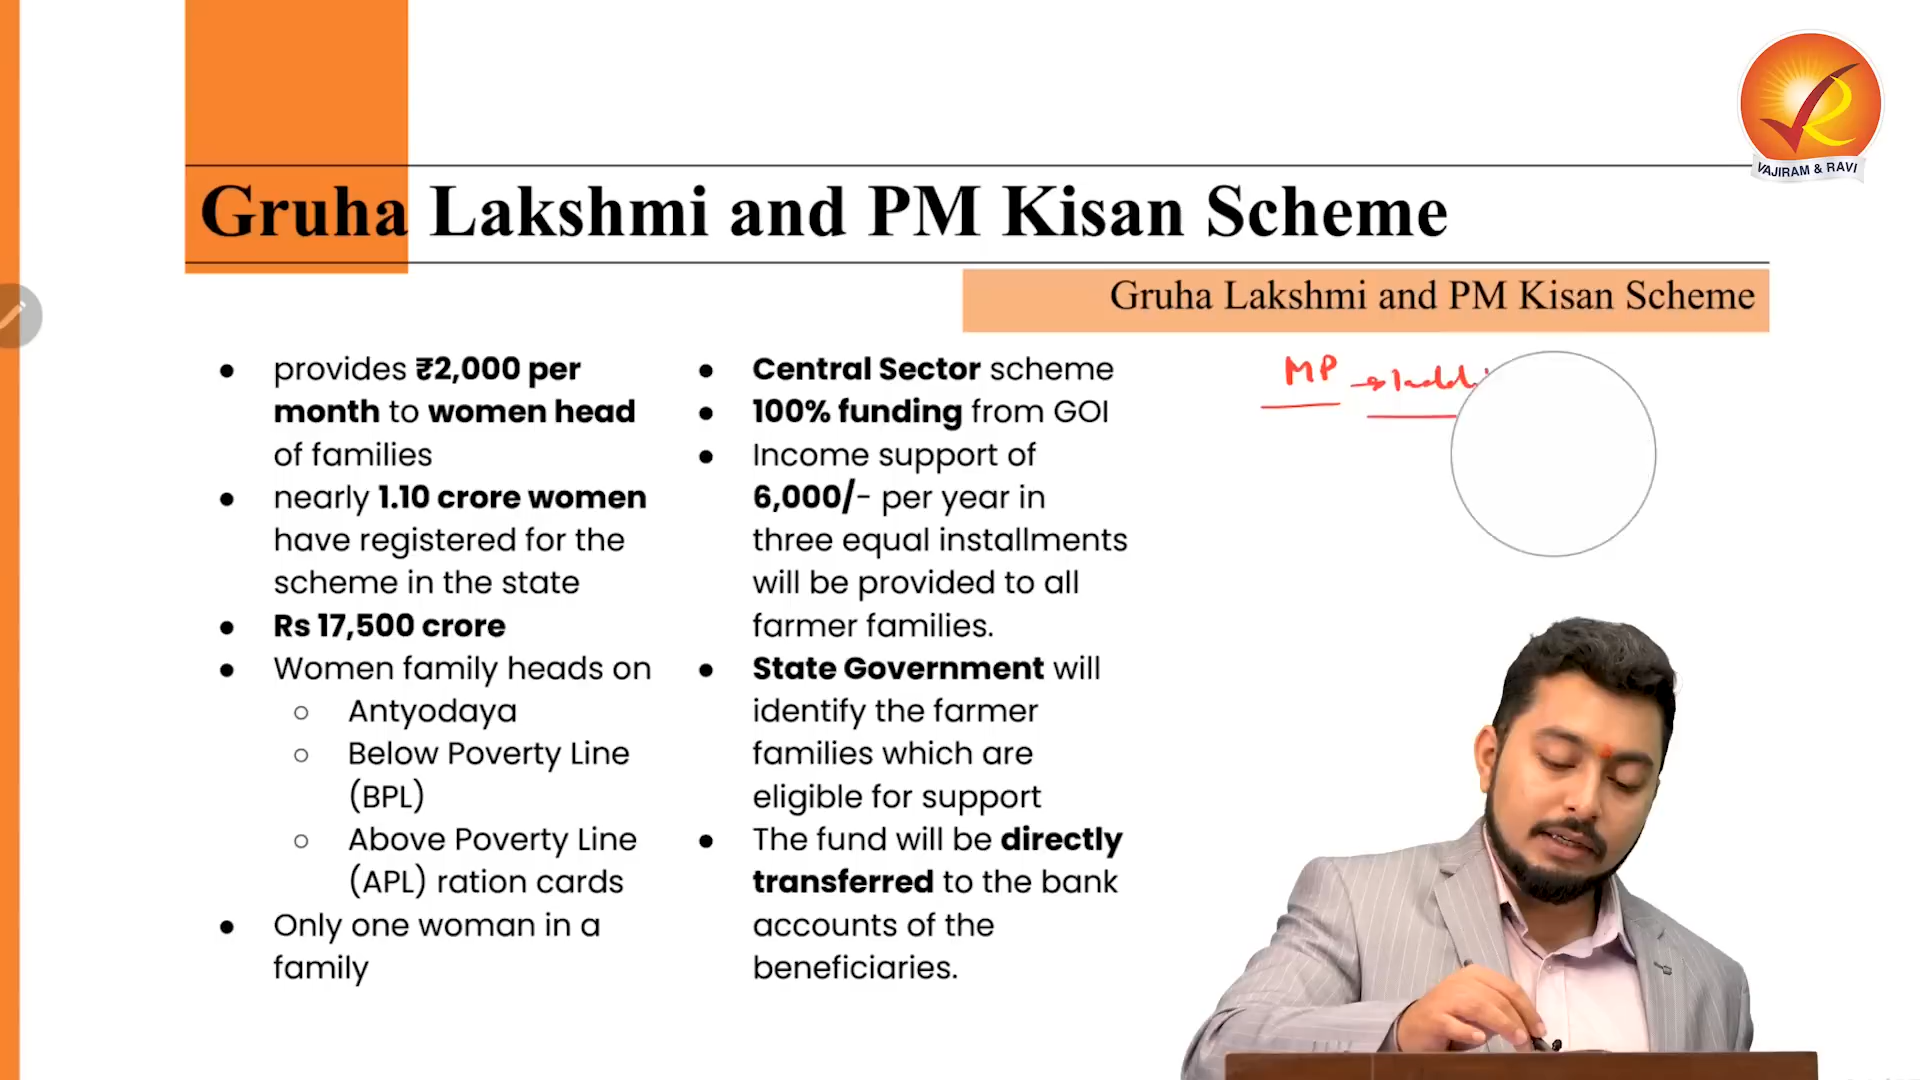 VAJIRAM & RAVI
Gruha Lakshmi and PM Kisan Scheme
Gruha Lakshmi and PM Kisan Scheme
● provides ₹2,000 per
month to women head
of families
● nearly 1.10 crore women
have registered for the
scheme in the state
● Rs 17,500 crore
● Women family heads on
○ Antyodaya
○ Below Poverty Line
(BPL)
○ Above Poverty Line
(APL) ration cards
● Only one woman in a
family
● Central Sector scheme
● 100% funding from GOI
● Income support of
6,000/- per year in
three equal installments
will be provided to all
farmer families.
● State Government will
identify the farmer
families which are
eligible for support
● The fund will be directly
transferred to the bank
accounts of the
beneficiaries.
MP →